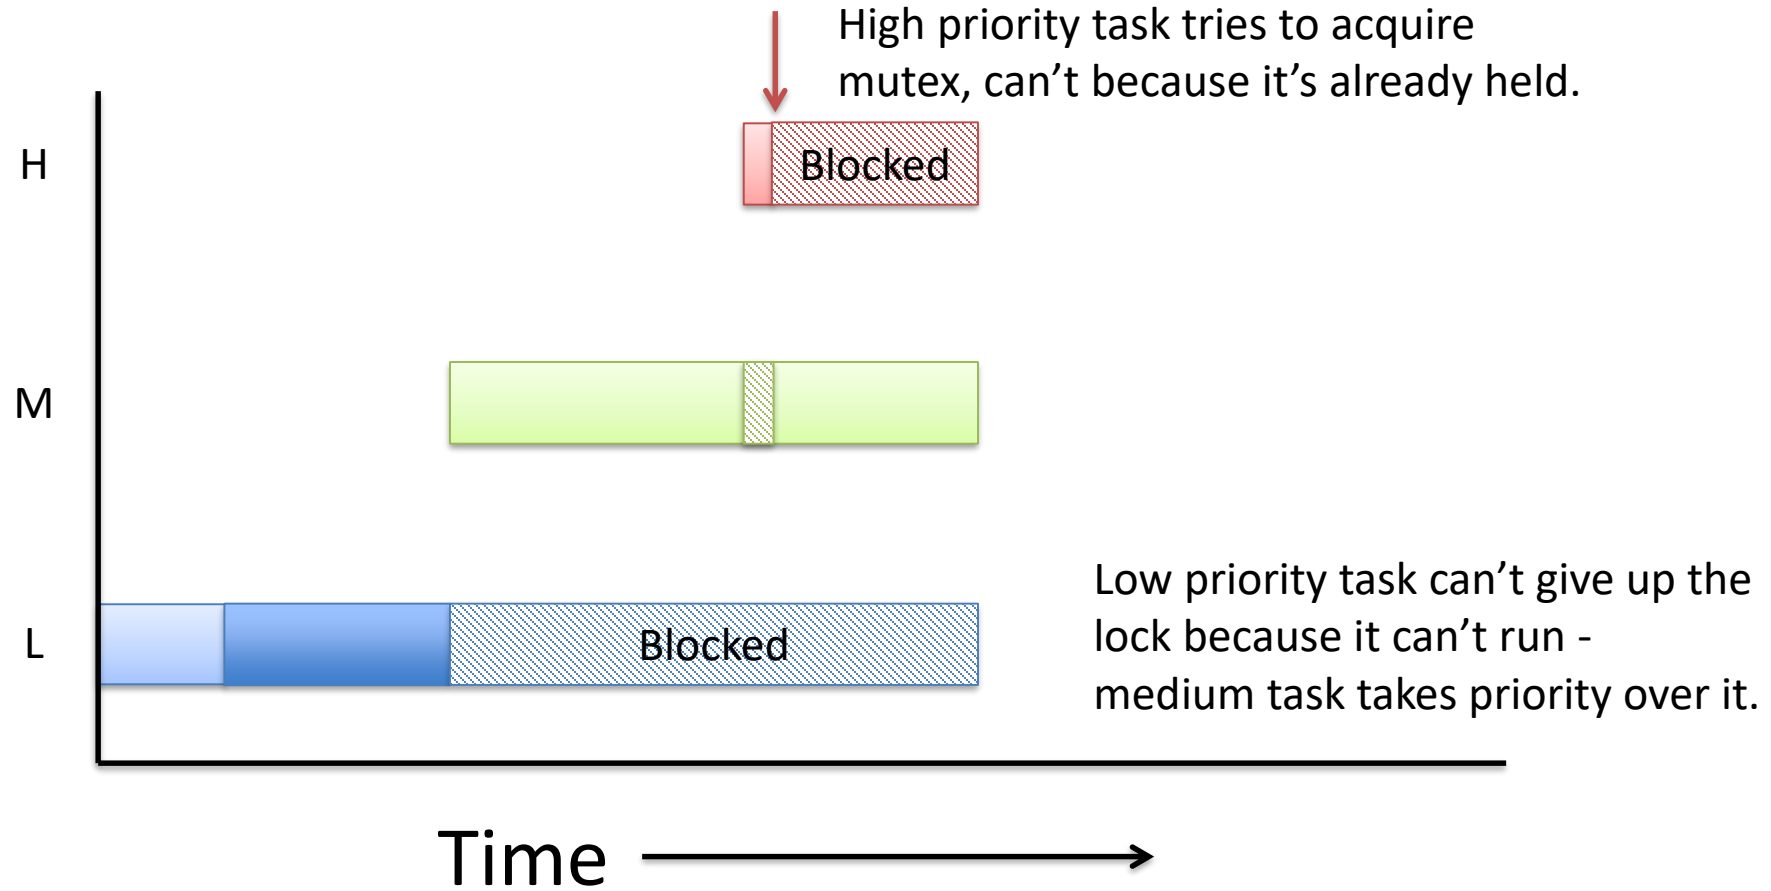 High priority task tries to acquire
mutex, can’t because it’s already held.
H
Blocked
M
L
Blocked
Low priority task can’t give up the
lock because it can’t run -
medium task takes priority over it.
Time